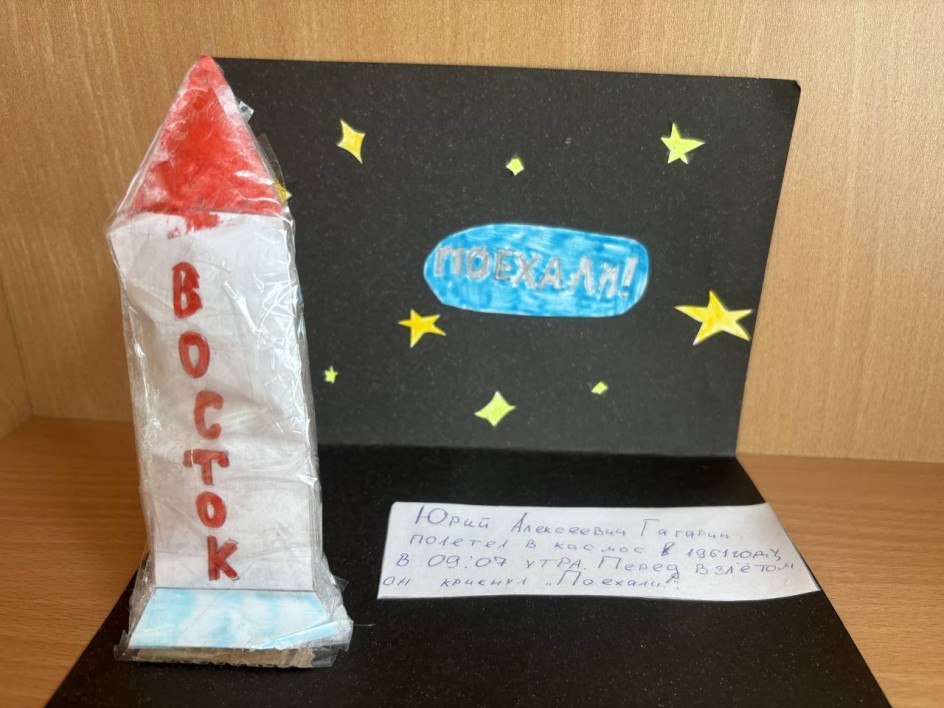 ВОСТОК
ПОЕХАЛИ!
Юрий Алексеевич Гагарин
полетел в космос в 1961 году,
в 09:07 утра. Перед взлётом
он крикнул „Поехали!"